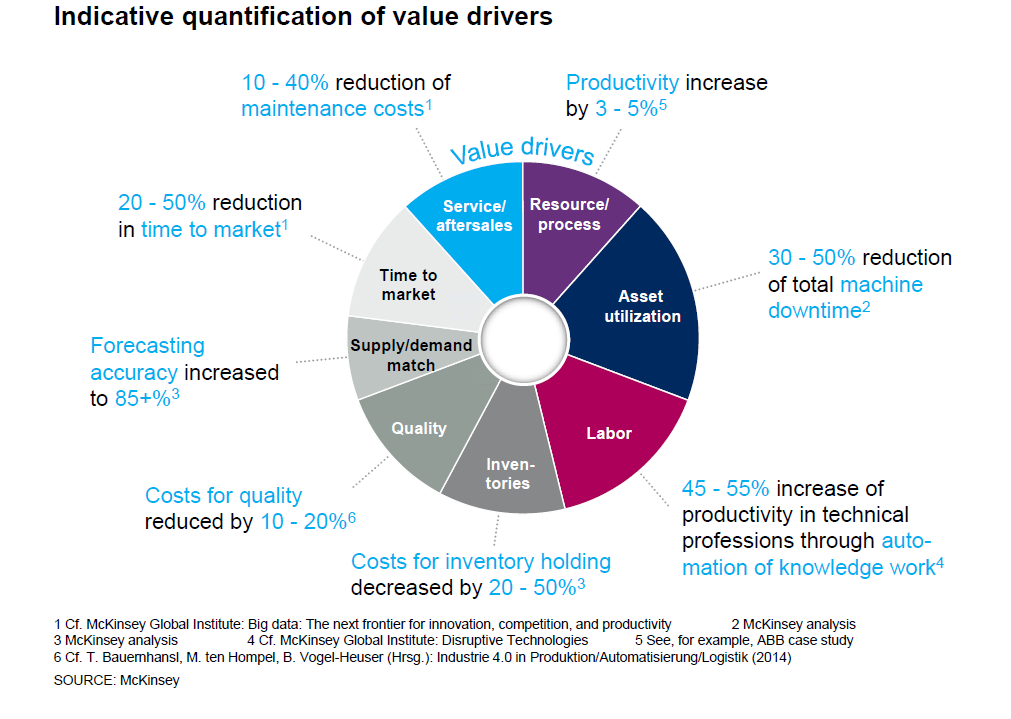 Indicative quantification of value drivers
10 - 40% reduction of
maintenance costs1
Productivity increase
by 3 - 5%5
Value drivers
Service/
aftersales
Resource/
process
20 - 50% reduction
in time to market1
Time to
market
Asset
utilization
30 - 50% reduction
of total machine
downtime2
Forecasting
accuracy increased
to 85+%3
Supply/demand
match
Quality
Labor
Inven-
tories
Costs for quality
reduced by 10 - 20%6
45 - 55% increase of
productivity in technical
professions through auto-
mation of knowledge work4
Costs for inventory holding
decreased by 20 - 50%3
1 Cf. McKinsey Global Institute: Big data: The next frontier for innovation, competition, and productivity 2 McKinsey analysis
3 McKinsey analysis 4 Cf. McKinsey Global Institute: Disruptive Technologies 5 See, for example, ABB case study
6 Cf. T. Bauernhansl, M. ten Hompel, B. Vogel-Heuser (Hrsg.): Industrie 4.0 in Produktion/Automatisierung/Logistik (2014)
SOURCE: McKinsey